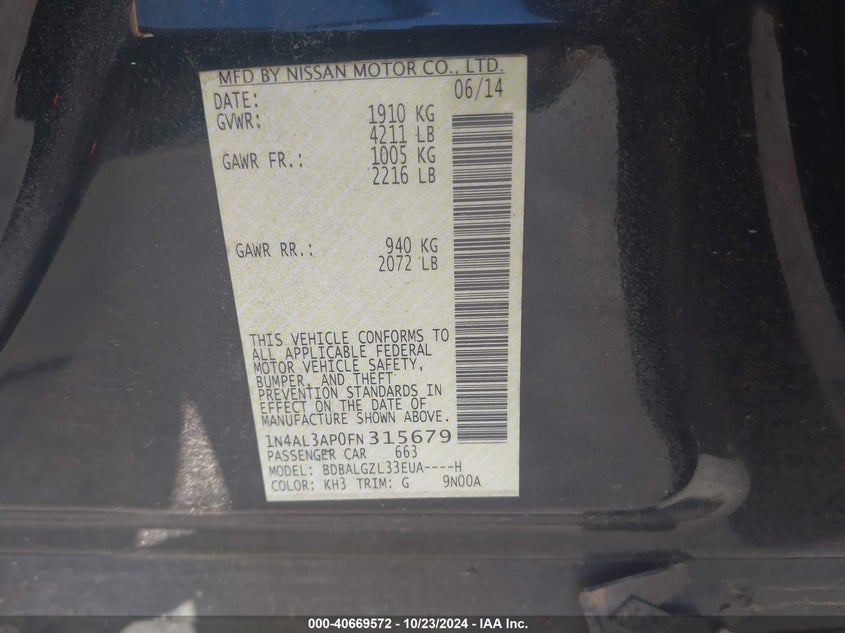 MFD BY NISSAN MOTOR CO., LTD.
DATE: 06/14
GVWR: 1910 KG
4211 LB
GAWR FR.: 1005 KG
2216 LB
GAWR RR.: 940 KG
2072 LB
THIS VEHICLE CONFORMS TO
ALL APPLICABLE FEDERAL
MOTOR VEHICLE SAFETY,
BUMPER, AND THEFT
PREVENTION STANDARDS IN
EFFECT ON THE DATE OF
MANUFACTURE SHOWN ABOVE.
1N4AL3AP0FN315679
PASSENGER CAR 663
MODEL: BDBALGZL33EUA----H
COLOR: KH3 TRIM: G 9N00A
000-40669572 - 10/23/2024 - IAA Inc.